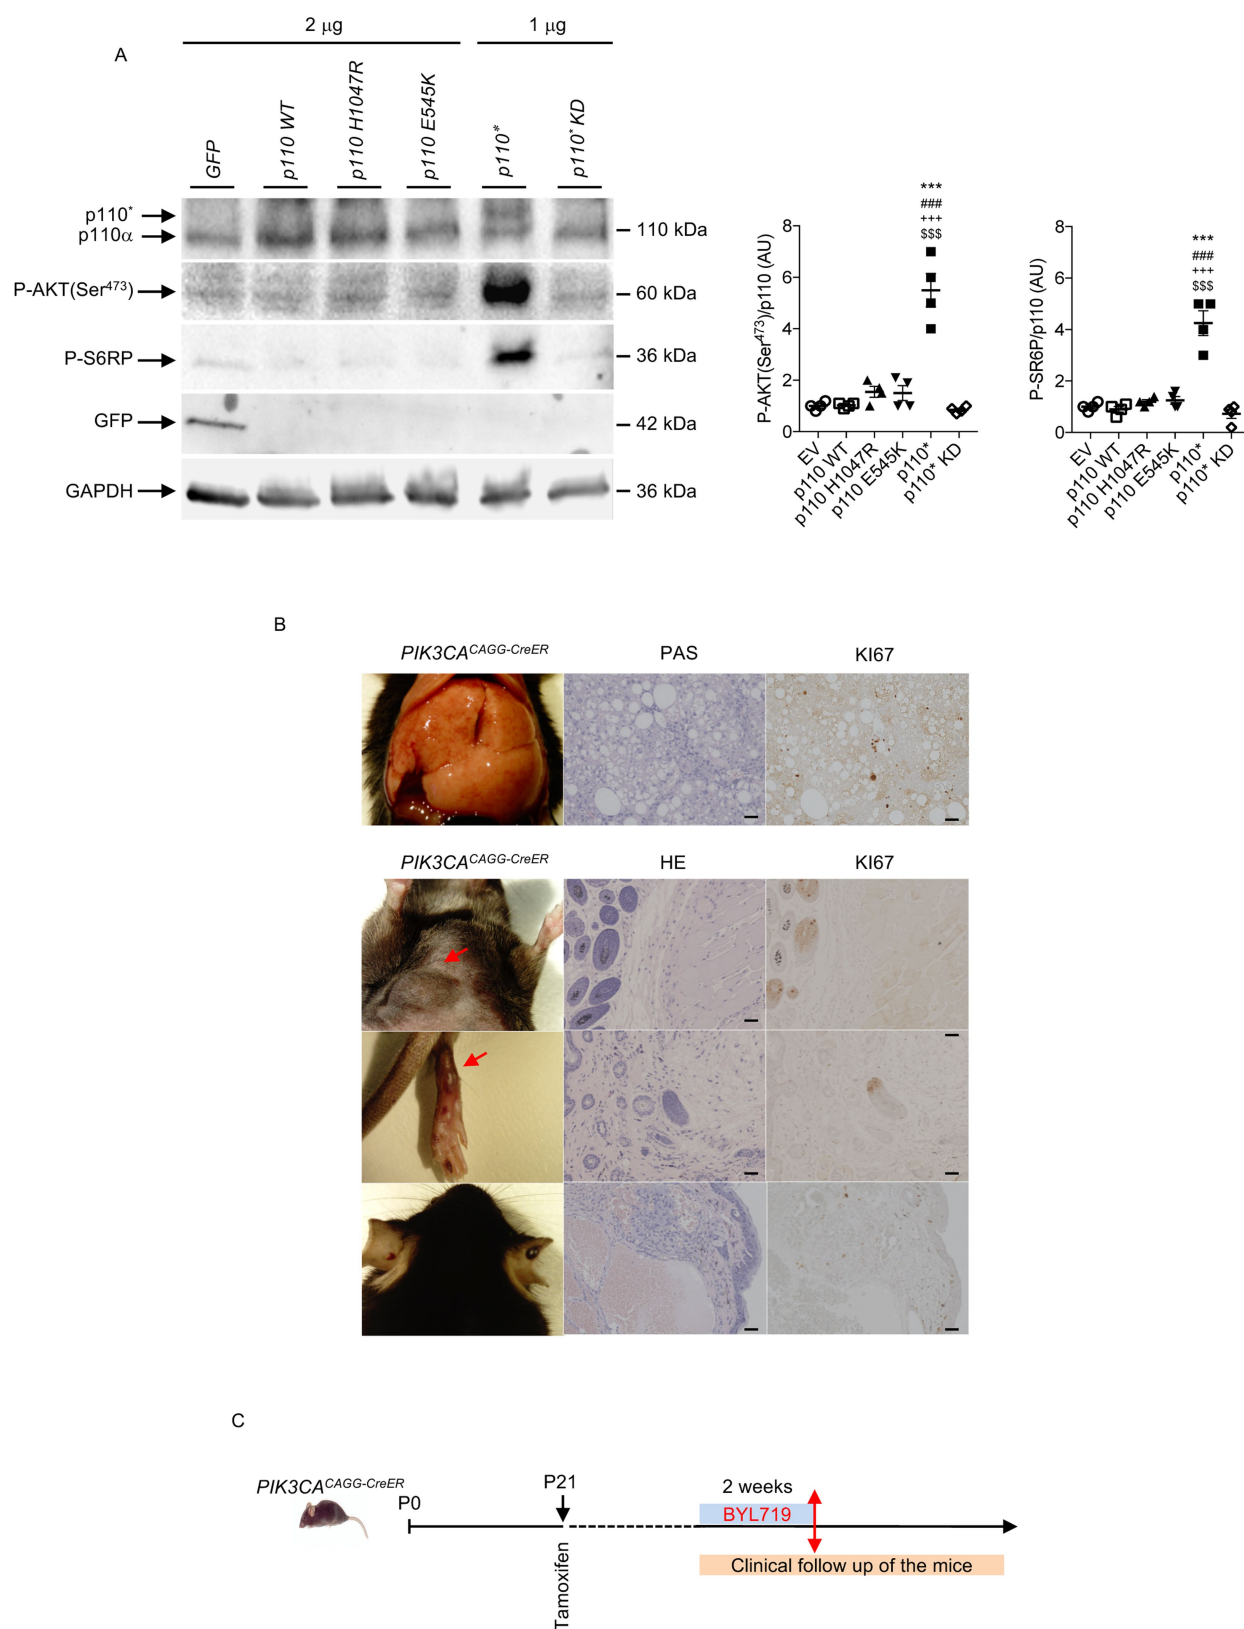 A
2 µg
1 µg
GFP
p110 WT
p110 H1047R
p110 E545K
p110*
p110* KD
p110*
p110α
110 kDa
P-AKT(Ser473)
60 kDa
P-S6RP
36 kDa
GFP
42 kDa
GAPDH
36 kDa
P-AKT(Ser473)/p110 (AU)
8
6
4
2
0
***
###
+++
$$$
EV
p110 WT
p110 H1047R
p110 E545K
p110*
p110* KD
P-SR6P/p110 (AU)
8
6
4
2
0
***
###
+++
$$$
EV
p110 WT
p110 H1047R
p110 E545K
p110*
p110* KD
B
PIK3CACAGG-CreER PAS KI67
PIK3CACAGG-CreER HE KI67
C
PIK3CACAGG-CreER
P0
P21
Tamoxifen
2 weeks
BYL719
Clinical follow up of the mice